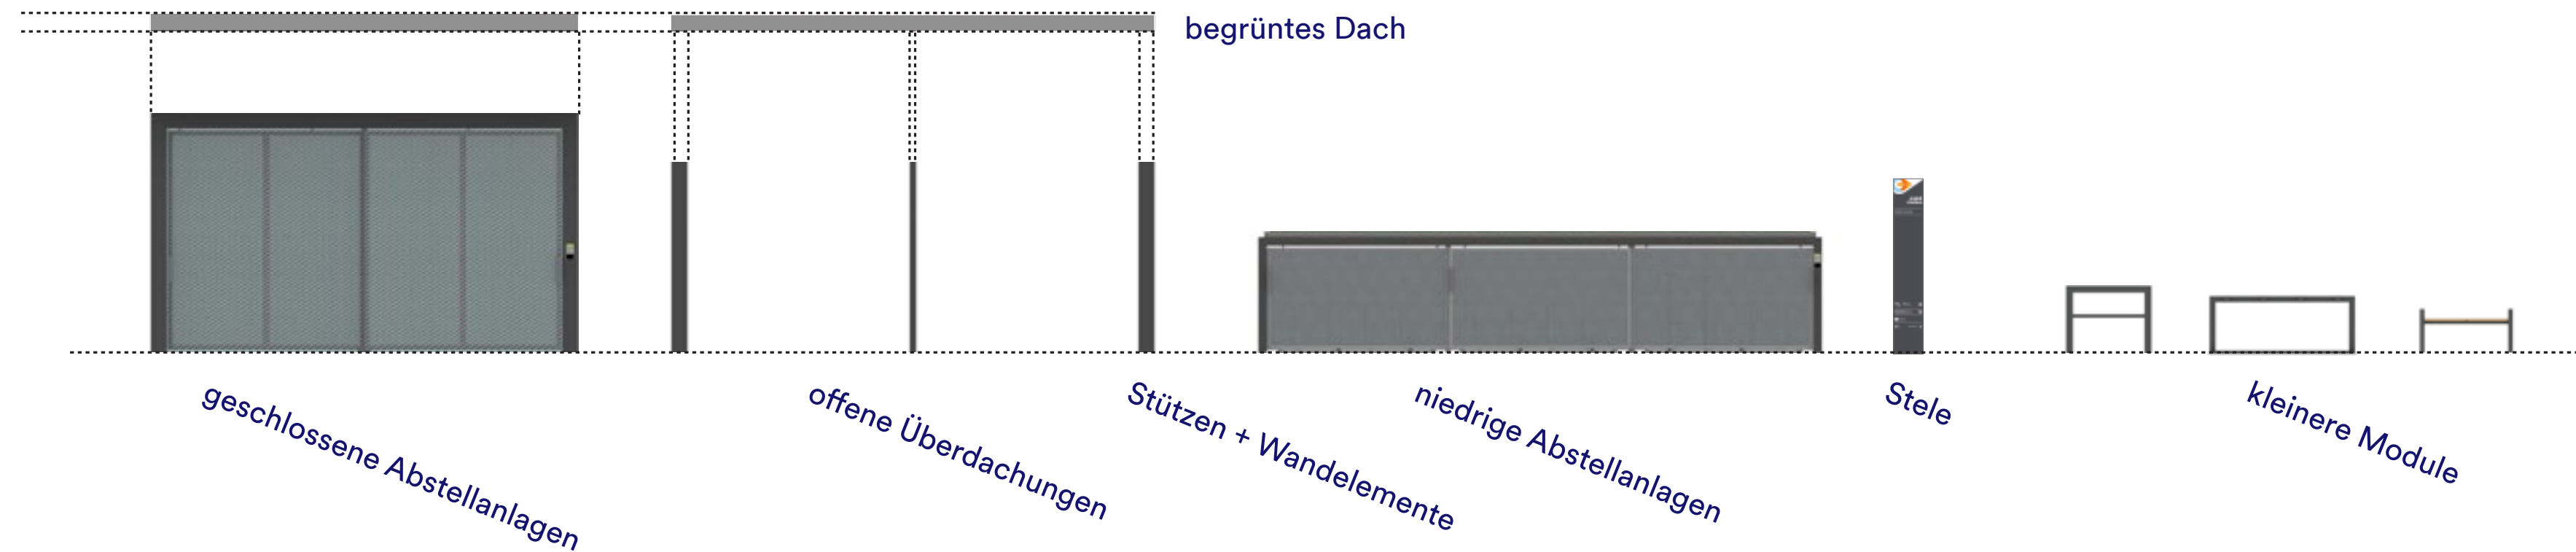 begrüntes Dach
geschlossene Abstellanlagen
offene Überdachungen
Stützen + Wandelemente
niedrige Abstellanlagen
Stele
kleinere Module